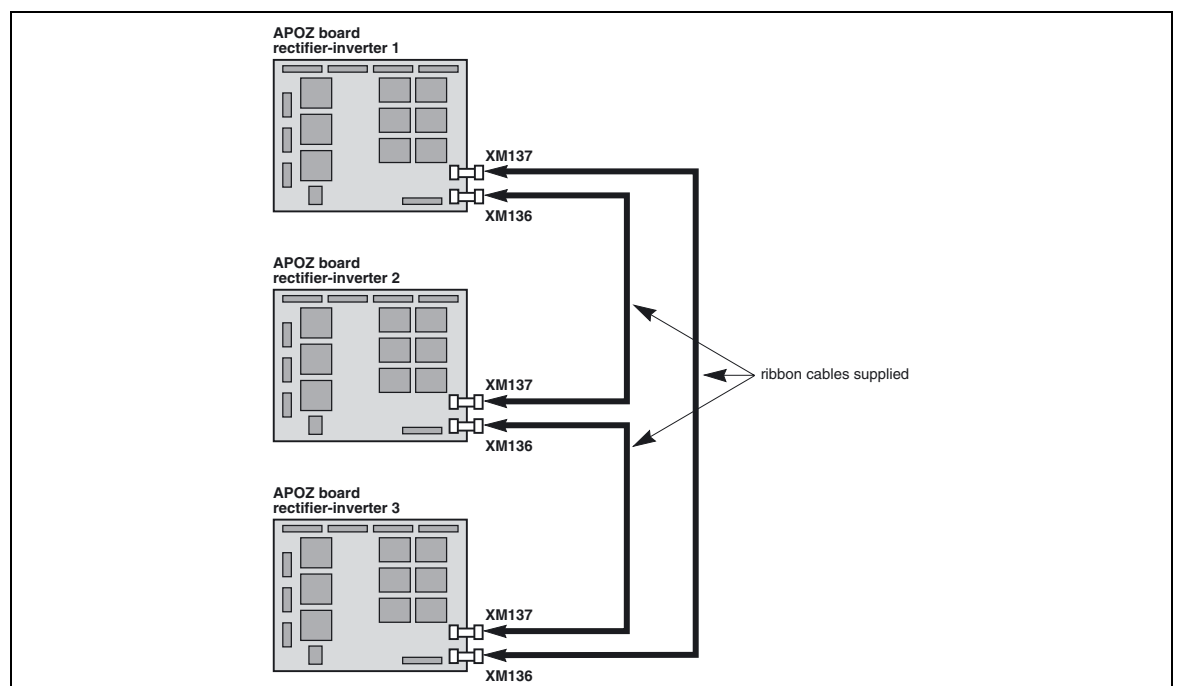 APOZ board
rectifier-inverter 1
XM137
XM136
APOZ board
rectifier-inverter 2
XM137
ribbon cables supplied
XM136
APOZ board
rectifier-inverter 3
XM137
XM136